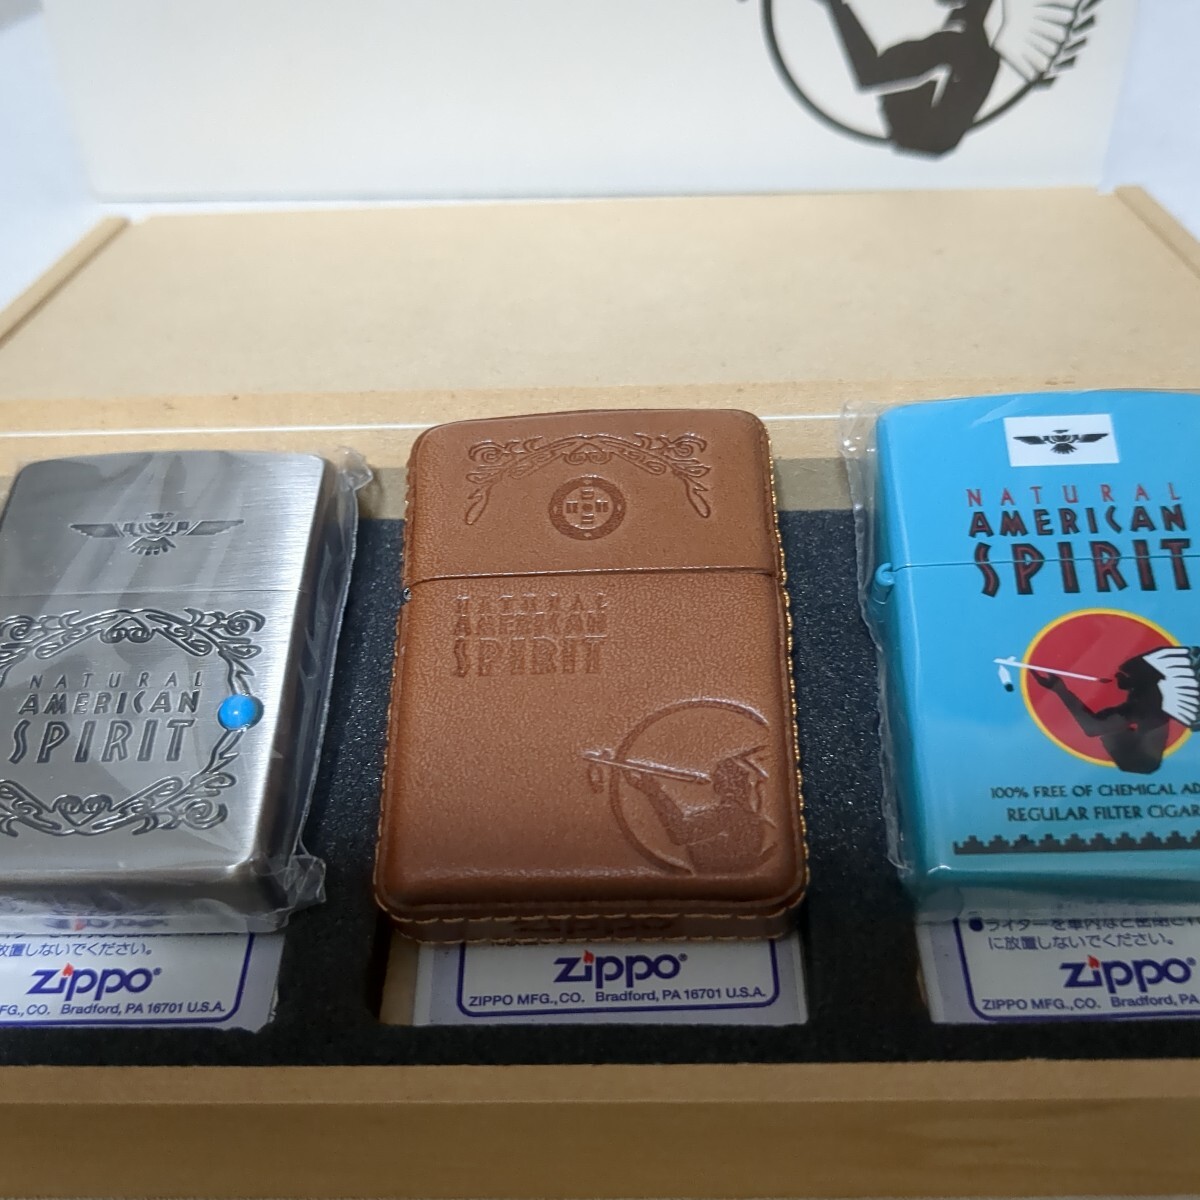 NATURAL
AMERICAN
SPIRIT
放置しないでください。
zippo
MFG., CO. Bradford, PA 16701 U.S.A.
NATURAL
AMERICAN
SPIRIT
zippo
ZIPPO MFG., CO. Bradford, PA 16701 U.S.A.
NATURAL
AMERICAN
SPIRIT
100% FREE OF CHEMICAL AD
REGULAR FILTER CIGAR
●ライターを車内など
に放置しないでください。
zippo
ZIPPO MFG., CO. Bradford, PA 16701 U.S.A.